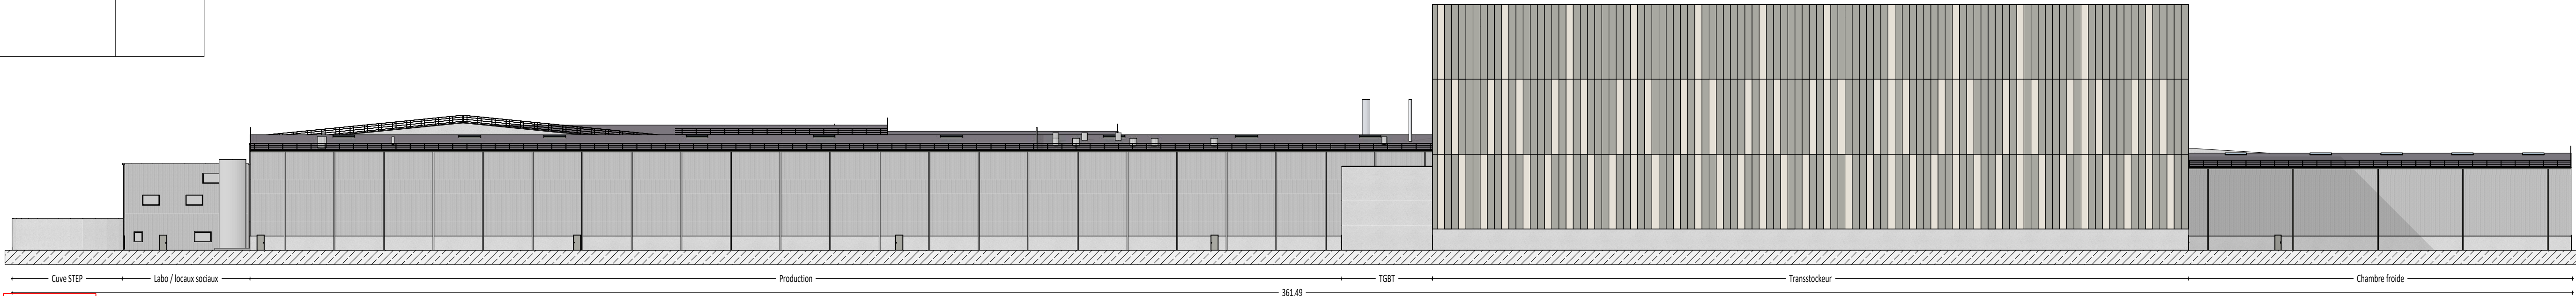 Cuve STEP Labo / locaux sociaux Production TGBT Transstockeur Chambre froide
361.49